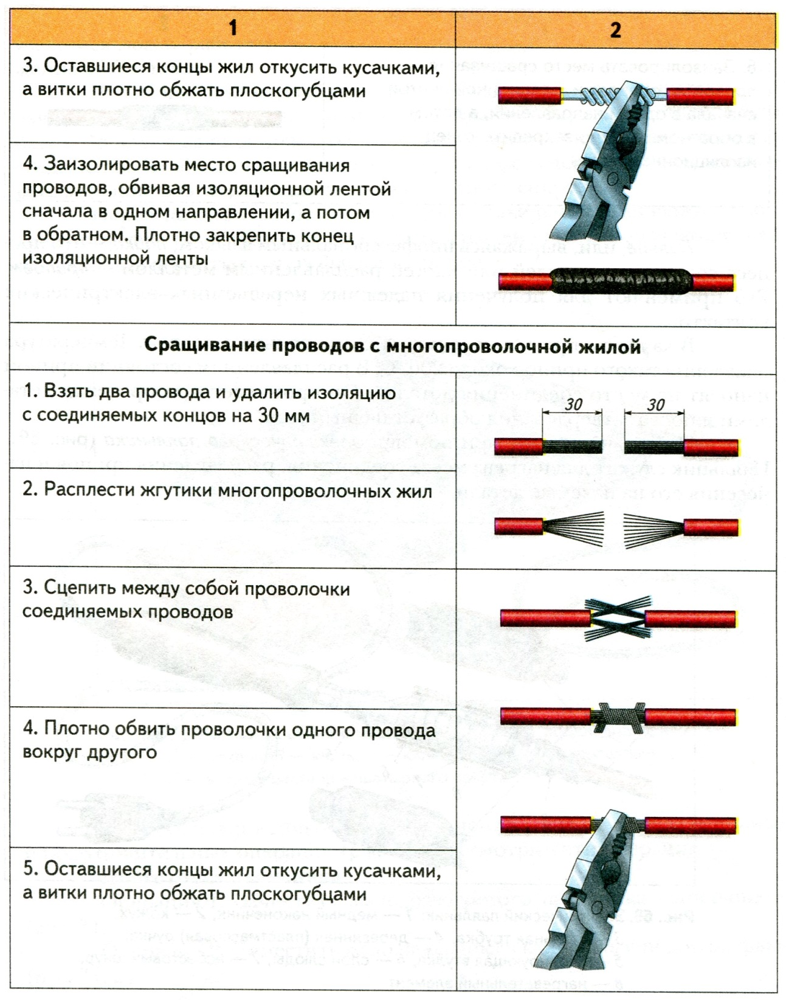 1
2
3. Оставшиеся концы жил откусить кусачками,
а витки плотно обжать плоскогубцами
4. Заизолировать место сращивания
проводов, обвивая изоляционной лентой
сначала в одном направлении, а потом
в обратном. Плотно закрепить конец
изоляционной ленты
Сращивание проводов с многопроволочной жилой
1. Взять два провода и удалить изоляцию
с соединяемых концов на 30 мм
30
30
2. Расплести жгутики многопроволочных жил
3. Сцепить между собой проволочки
соединяемых проводов
4. Плотно обвить проволочки одного провода
вокруг другого
5. Оставшиеся концы жил откусить кусачками,
а витки плотно обжать плоскогубцами